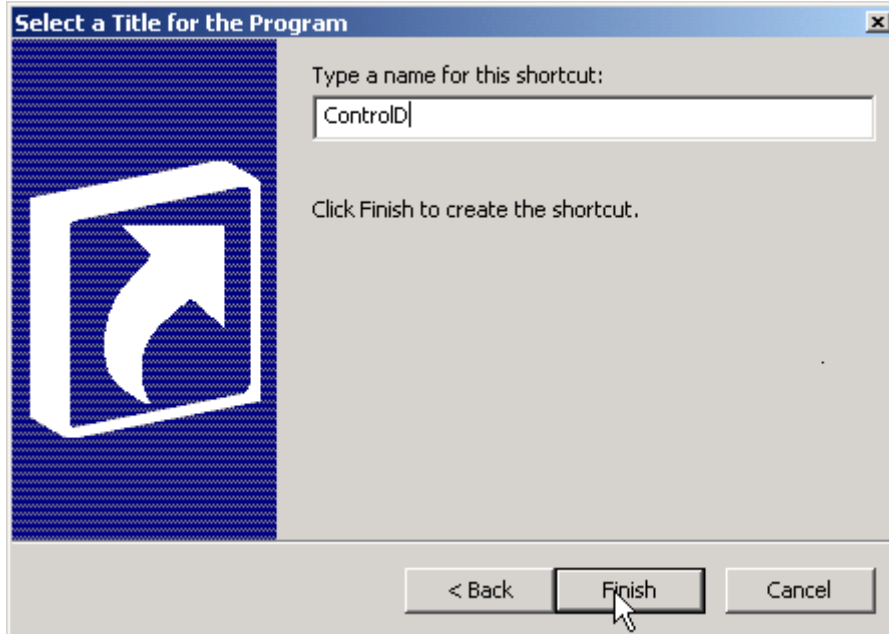 Select a Title for the Program
Type a name for this shortcut:
ControlD
Click Finish to create the shortcut.
< Back
Finish
Cancel